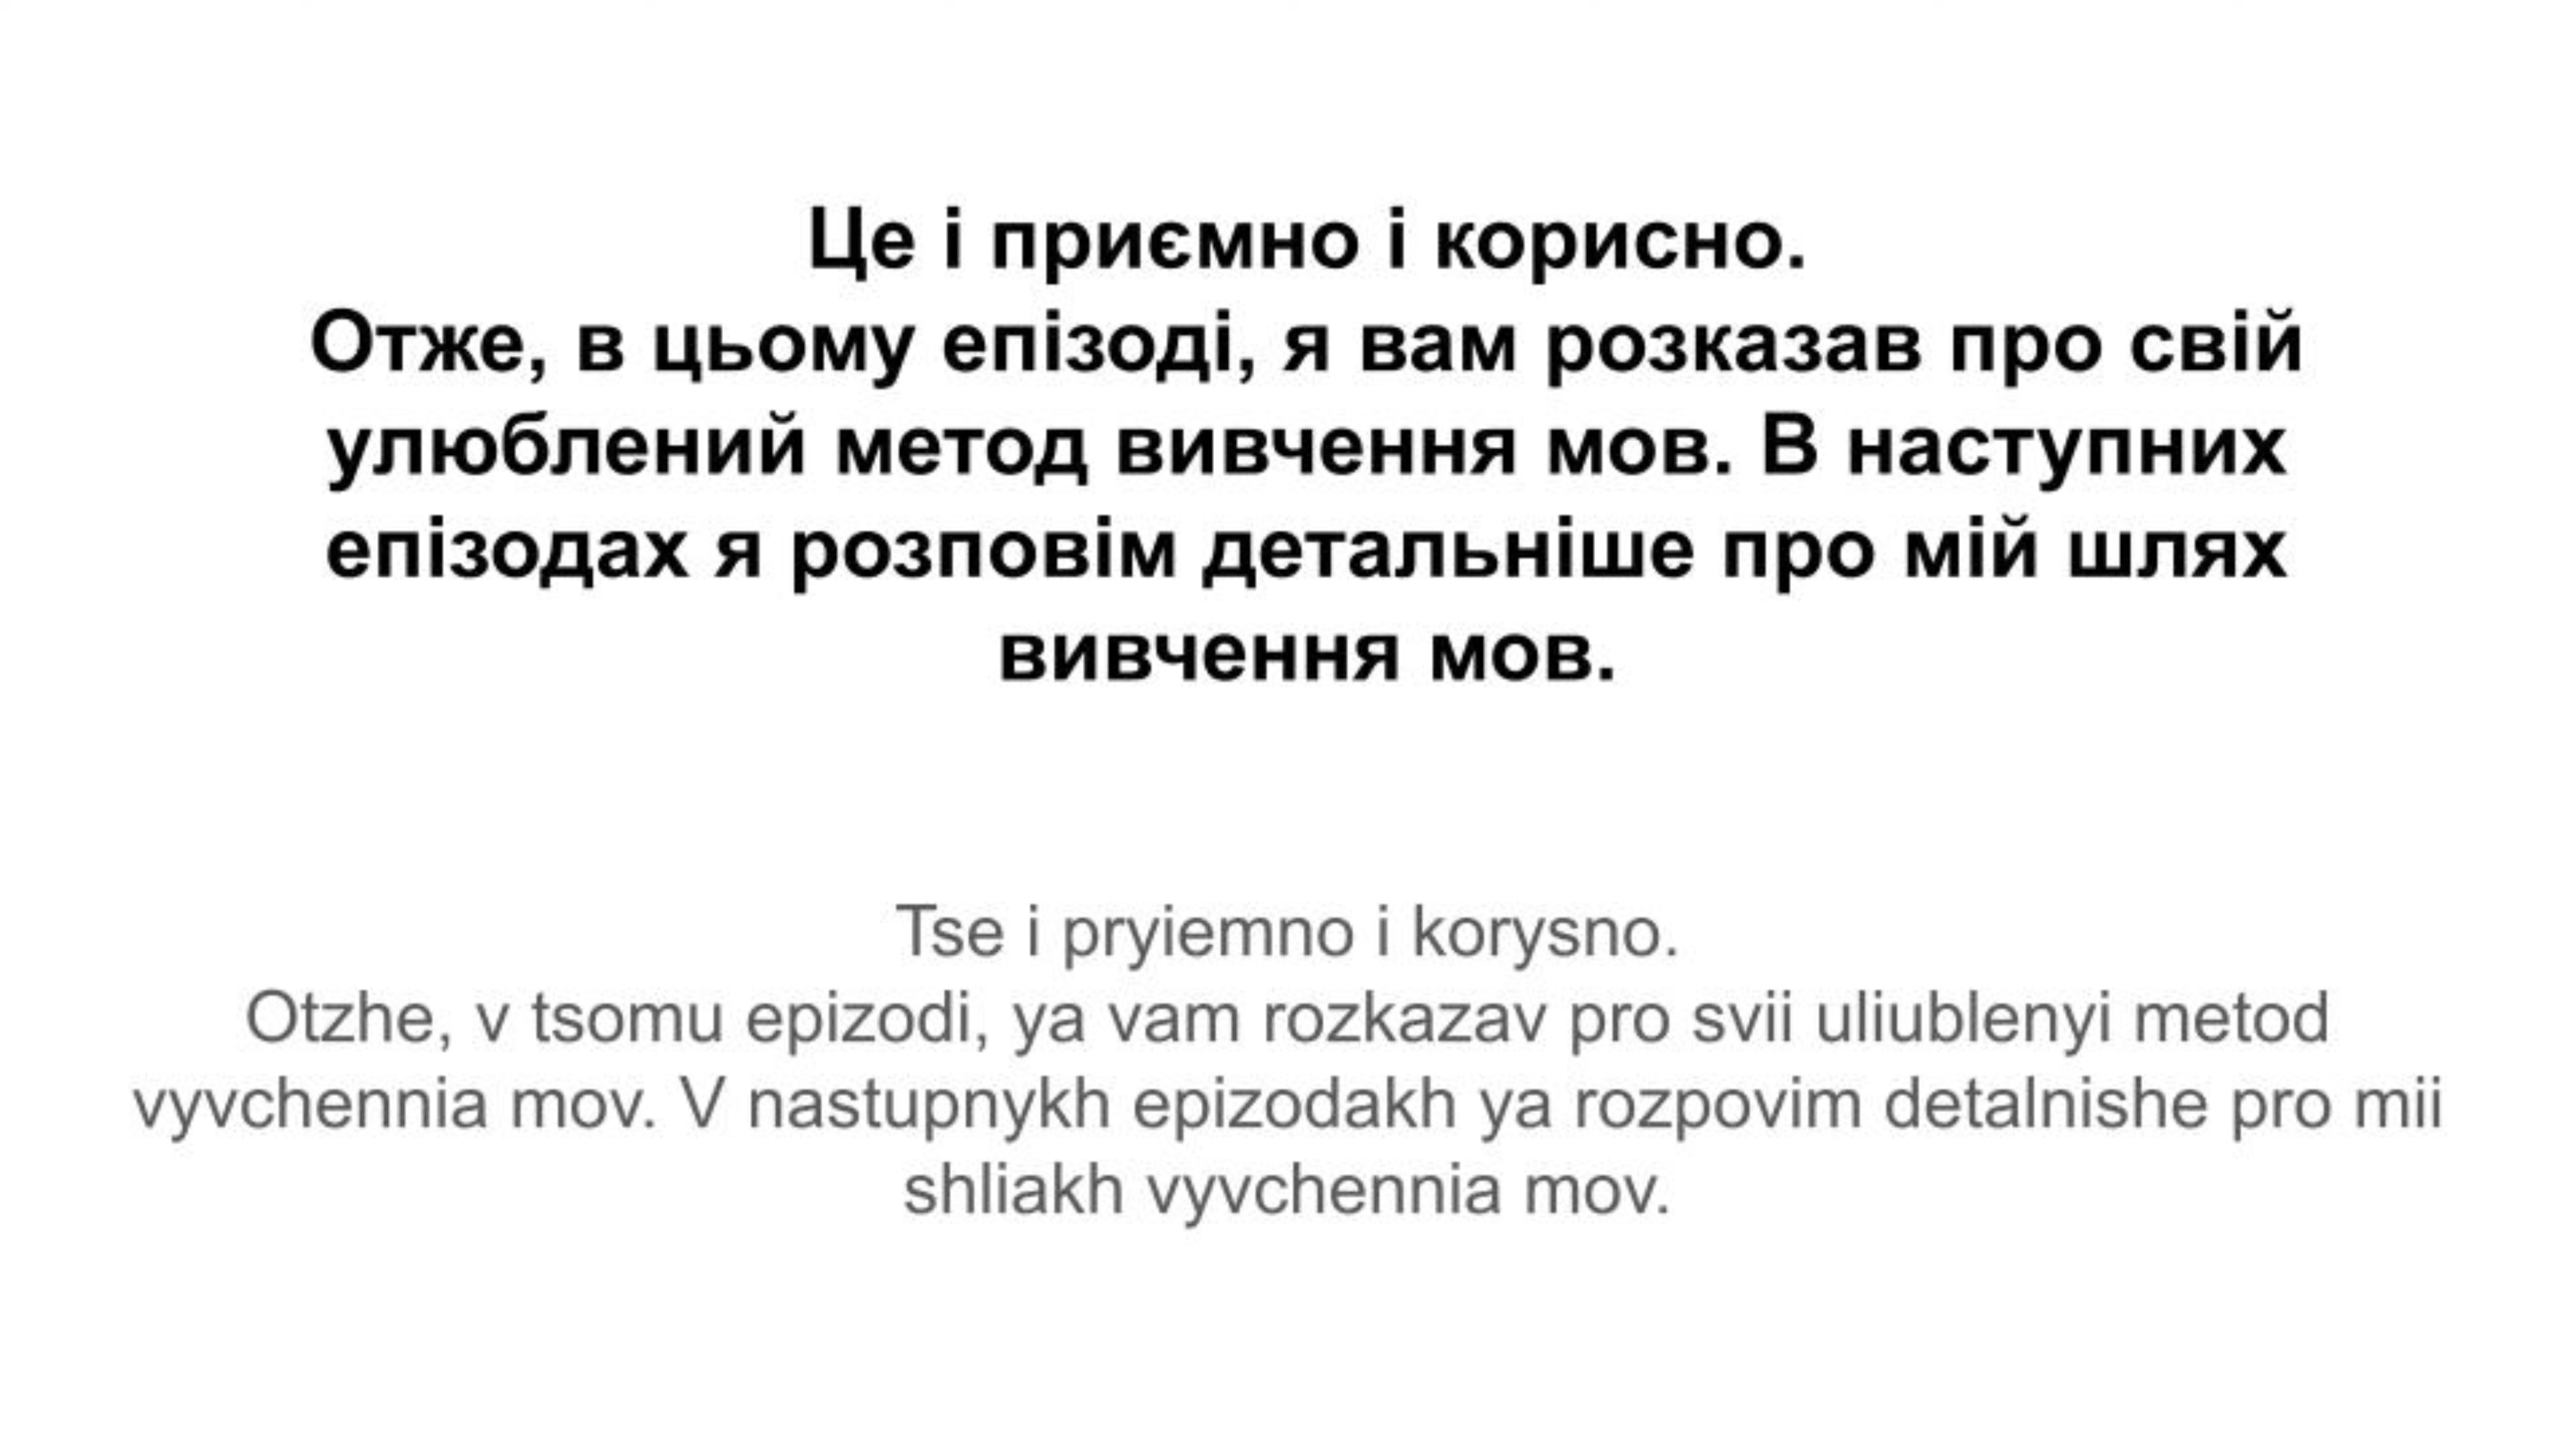 Це і приємно і корисно.
Отже, в цьому епізоді, я вам розказав про свій
улюблений метод вивчення мов. В наступних
епізодах я розповім детальніше про мій шлях
вивчення мов.
Tse i pryiemno i korysno.
Otzhe, v tsomu epizodi, ya vam rozkazav pro svii uliublenyi metod
vyvchennia mov. V nastupnykh epizodakh ya rozpovim detalnishe pro mii
shliakh vyvchennia mov.